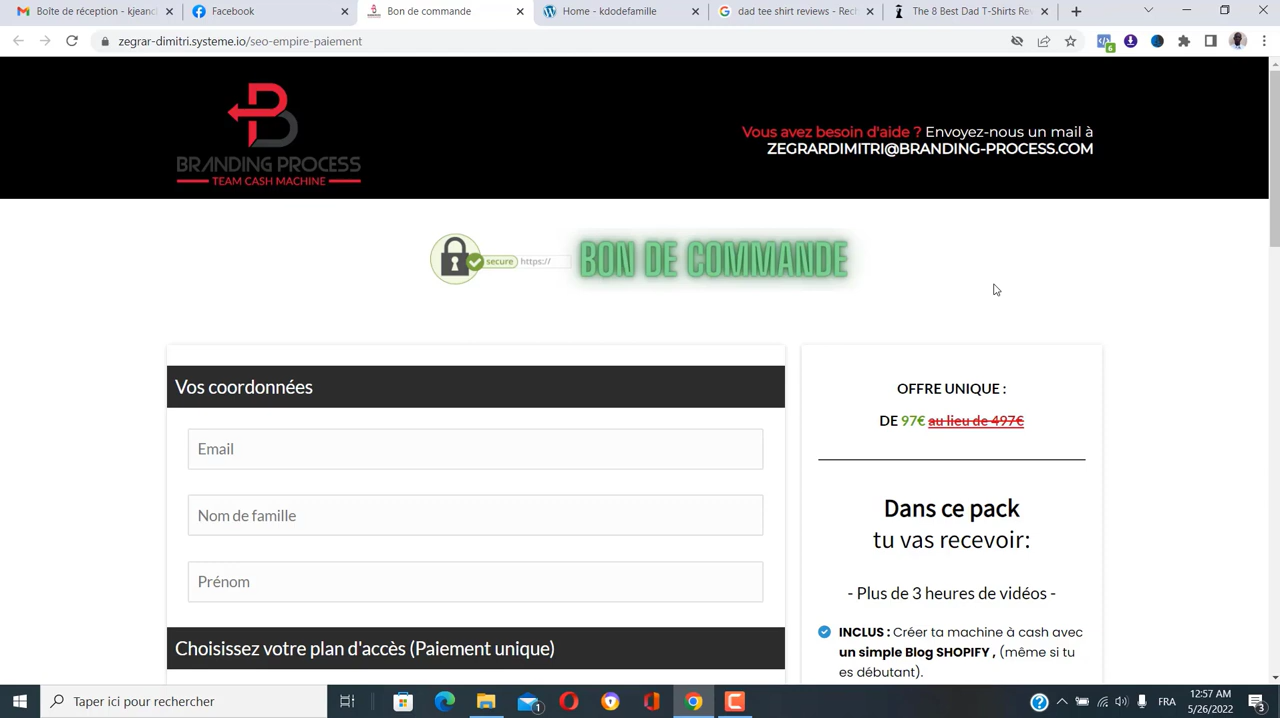 Boîte de réception - kjeanc
Facebook
Bon de commande
Home - kdodefamille
dad tee shirt reviews - Rech
The 8 Best Dad T-Shirts Re
zegrar-dimitri.systeme.io/seo-empire-paiement
6
BRANDING PROCESS
TEAM CASH MACHINE
Vous avez besoin d'aide ? Envoyez-nous un mail à
ZEGRARDIMITRI@BRANDING-PROCESS.COM
secure https://
BON DE COMMANDE
Vos coordonnées
Email
Nom de famille
Prénom
Choisissez votre plan d'accès (Paiement unique)
OFFRE UNIQUE :
DE 97€ au lieu de 497€
Dans ce pack
tu vas recevoir:
- Plus de 3 heures de vidéos -
INCLUS : Créer ta machine à cash avec
un simple Blog SHOPIFY , (même si tu
es débutant).
Taper ici pour rechercher
1
FRA
12:57 AM
5/26/2022
3